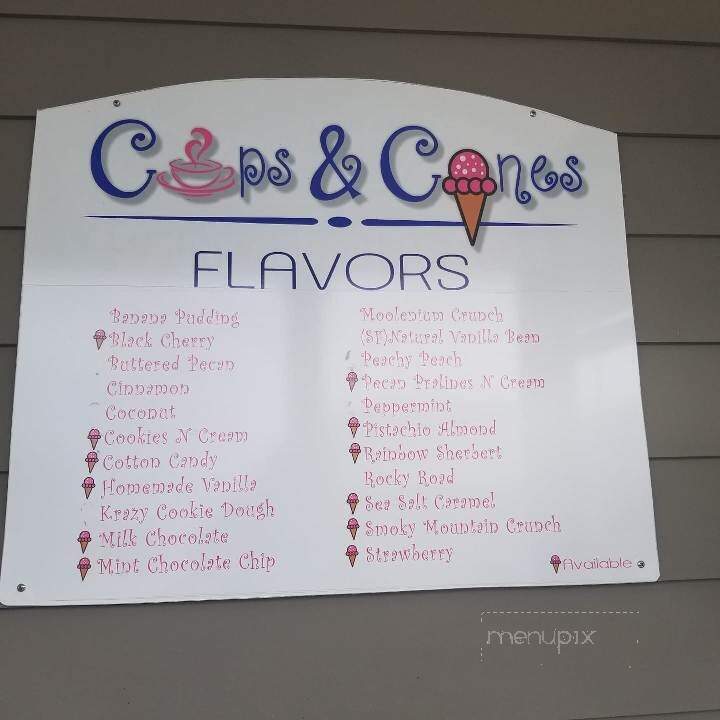 Cups & Cones
FLAVORS
Banana Pudding
Black Cherry
Buttered Pecan
Cinnamon
Coconut
Cookies N Cream
Cotton Candy
Homemade Vanilla
Krazy Cookie Dough
Milk Chocolate
Mint Chocolate Chip
Moolenium Crunch
(SF)Natural Vanilla Bean
Peachy Peach
Pecan Pralines N Cream
Peppermint
Pistachio Almond
Rainbow Sherbert
Rocky Road
Sea Salt Caramel
Smoky Mountain Crunch
Strawberry
Available
menupix